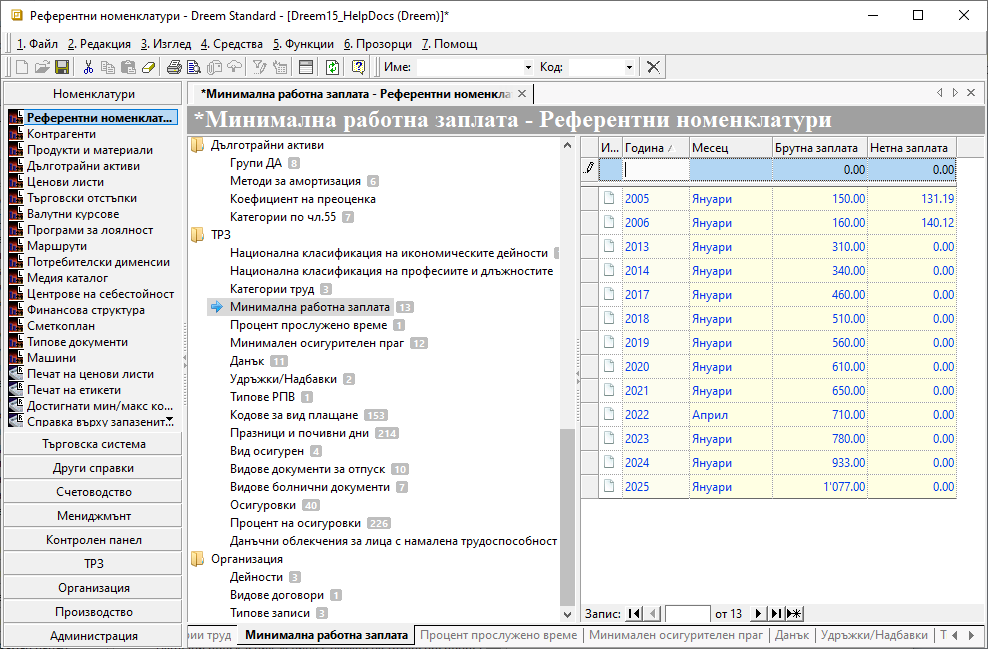 Референтни номенклатури - Dreem Standard - [Dreem15_HelpDocs (Dreem)]*
1. Файл 2. Редакция 3. Изглед 4. Средства 5. Функции 6. Прозорци 7. Помощ
Име: Код:
Номенклатури
Референтни номенклат...
Контрагенти
Продукти и материали
Дълготрайни активи
Ценови листи
Търговски отстъпки
Валутни курсове
Програми за лоялност
Маршрути
Потребителски дименсии
Медия каталог
Центрове на себестойност
Финансова структура
Сметкоплан
Типове документи
Машини
Печат на ценови листи
Печат на етикети
Достигнати мин/макс ко...
Справка върху запазенит...
Търговска система
Други справки
Счетоводство
Мениджмънт
Контролен панел
ТРЗ
Организация
Производство
Администрация
*Минимална работна заплата - Референтни номенкла
*Минимална работна заплата - Референтни номенклатури
Дълготрайни активи
Групи ДА 8
Методи за амортизация 6
Коефициент на преоценка
Категории по чл.55 7
ТРЗ
Национална класификация на икономическите дейности
Национална класификация на професиите и длъжностите
Категории труд 3
Минимална работна заплата 13
Процент прослужено време 1
Минимален осигурителен праг 12
Данък 11
Удръжки/Надбавки 2
Типове РПВ 1
Кодове за вид плащане 153
Празници и почивни дни 214
Вид осигурен 4
Видове документи за отпуск 10
Видове болнични документи 7
Осигуровки 40
Процент на осигуровки 226
Данъчни облекчения за лица с намалена трудоспособност
Организация
Дейности 3
Видове договори 1
Типове записи 3
И... Година Месец Брутна заплата Нетна заплата
0.00 0.00
2005 Януари 150.00 131.19
2006 Януари 160.00 140.12
2013 Януари 310.00 0.00
2014 Януари 340.00 0.00
2017 Януари 460.00 0.00
2018 Януари 510.00 0.00
2019 Януари 560.00 0.00
2020 Януари 610.00 0.00
2021 Януари 650.00 0.00
2022 Април 710.00 0.00
2023 Януари 780.00 0.00
2024 Януари 933.00 0.00
2025 Януари 1'077.00 0.00
Запис: от 13
рии труд Минимална работна заплата Процент прослужено време Минимален осигурителен праг Данък Удръжки/Надбавки Т